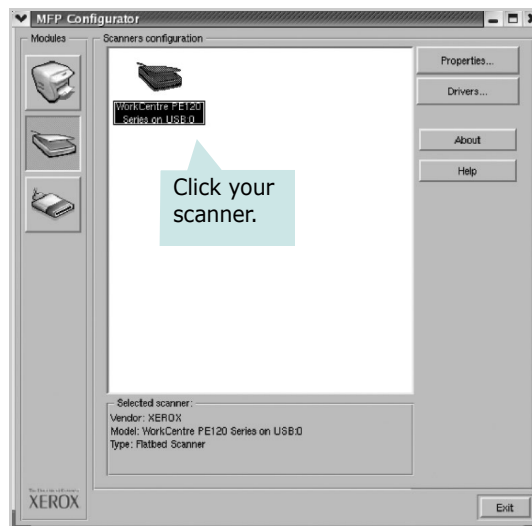 MFP Configurator
Modules
Scanners configuration
WorkCentre PE120
Series on USB:0
Click your
scanner.
Properties...
Drivers...
About
Help
Selected scanner:
Vendor: XEROX
Model: WorkCentre PE120 Series on USB:0
Type: Flatbed Scanner
XEROX
Exit